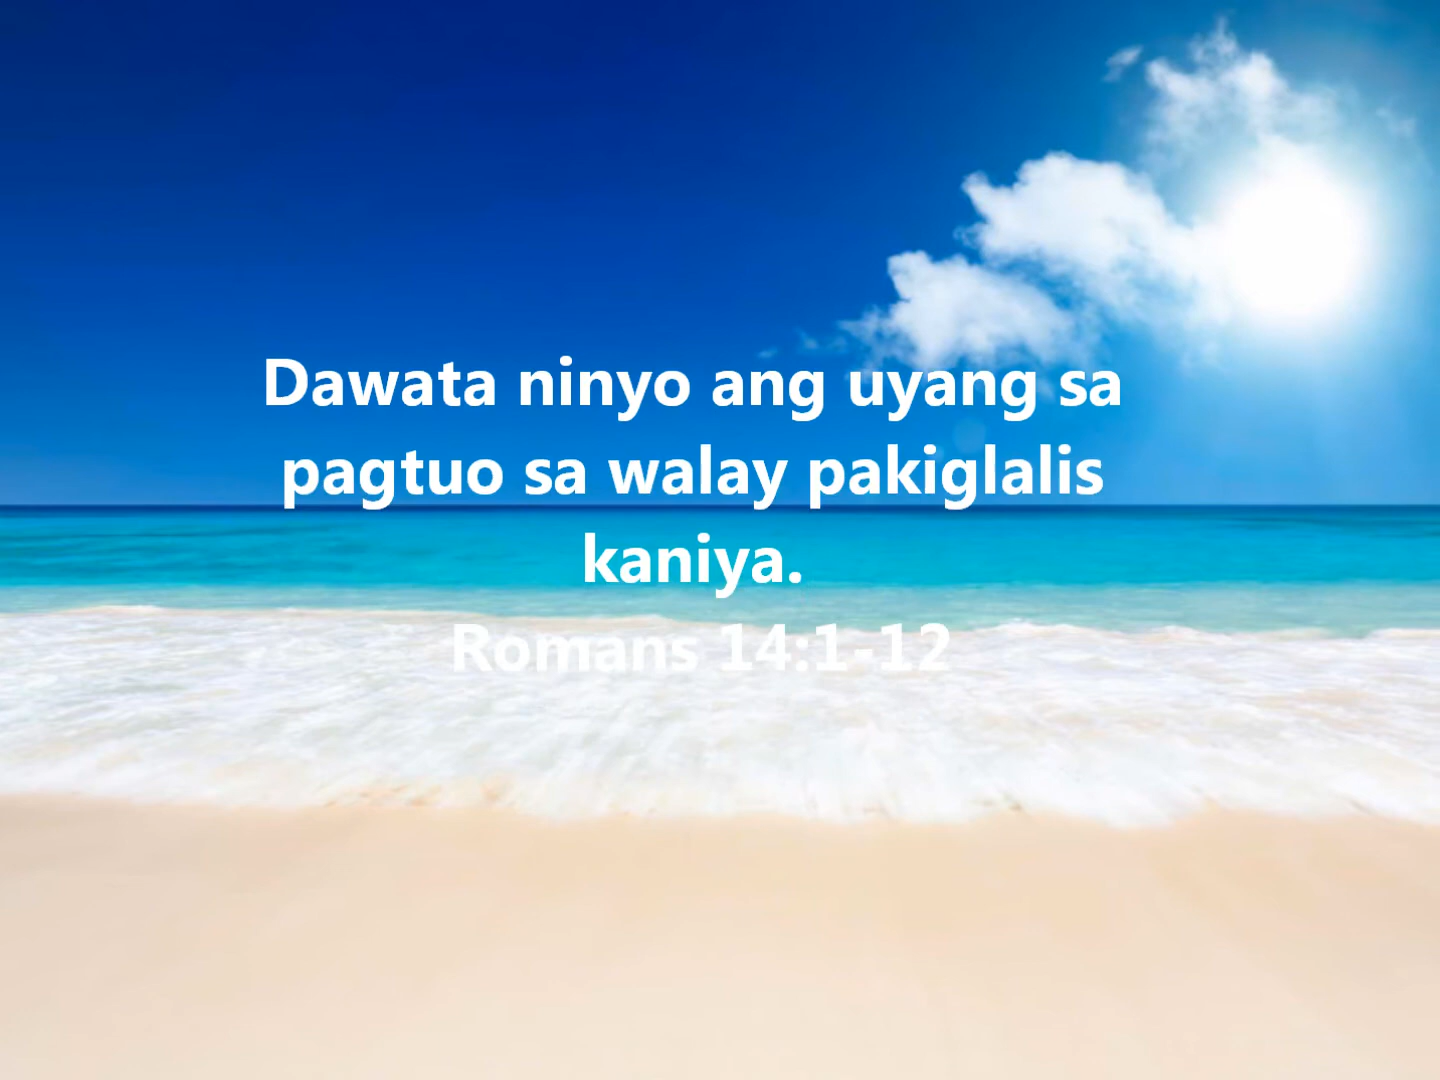 Dawata ninyo ang uyang sa
pagtuo sa walay pakiglalis
kaniya.
Romans 14:1-12